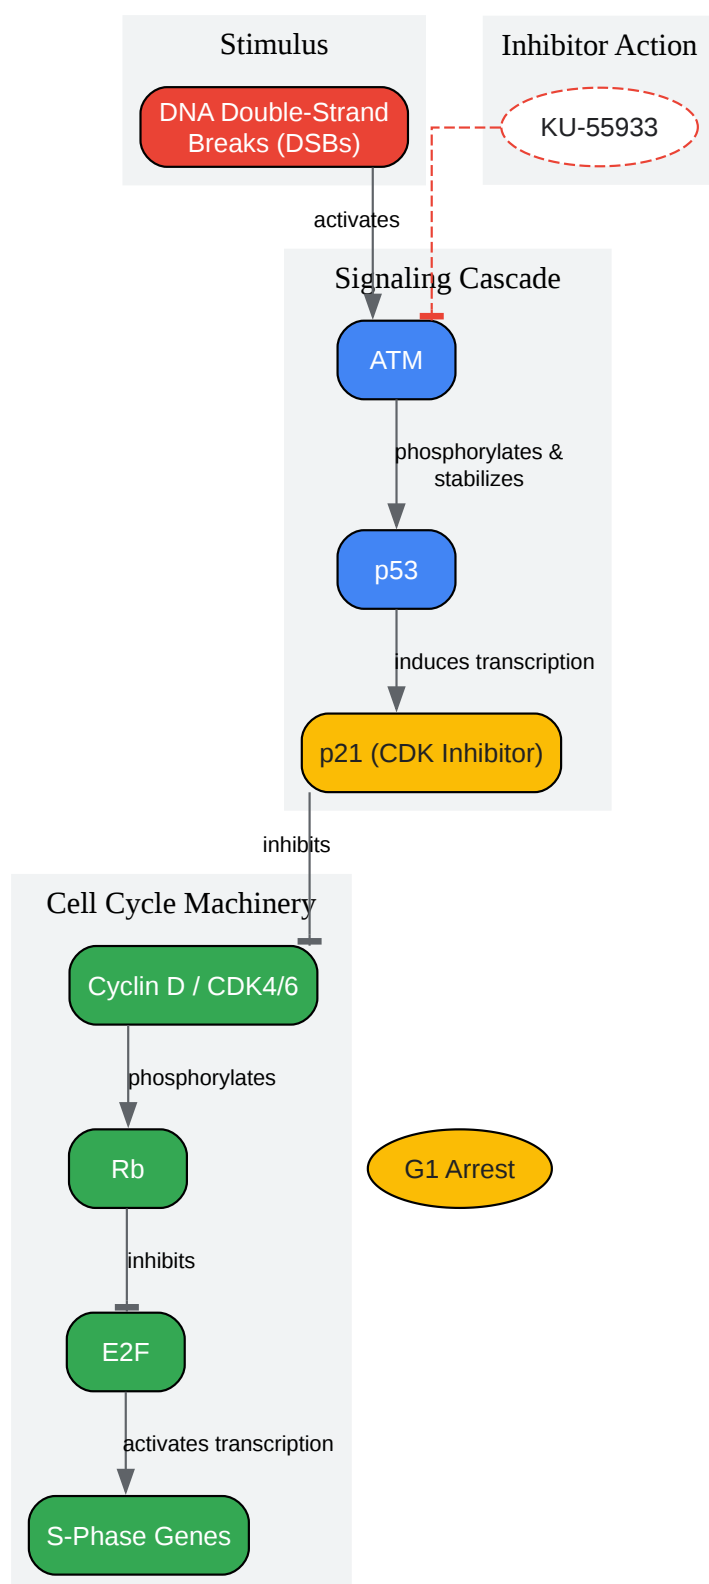 Stimulus
Inhibitor Action
DNA Double-Strand
Breaks (DSBs)
KU-55933
activates
Signaling Cascade
ATM
phosphorylates &
stabilizes
p53
induces transcription
p21 (CDK Inhibitor)
inhibits
Cell Cycle Machinery
Cyclin D / CDK4/6
phosphorylates
Rb
G1 Arrest
inhibits
E2F
activates transcription
S-Phase Genes